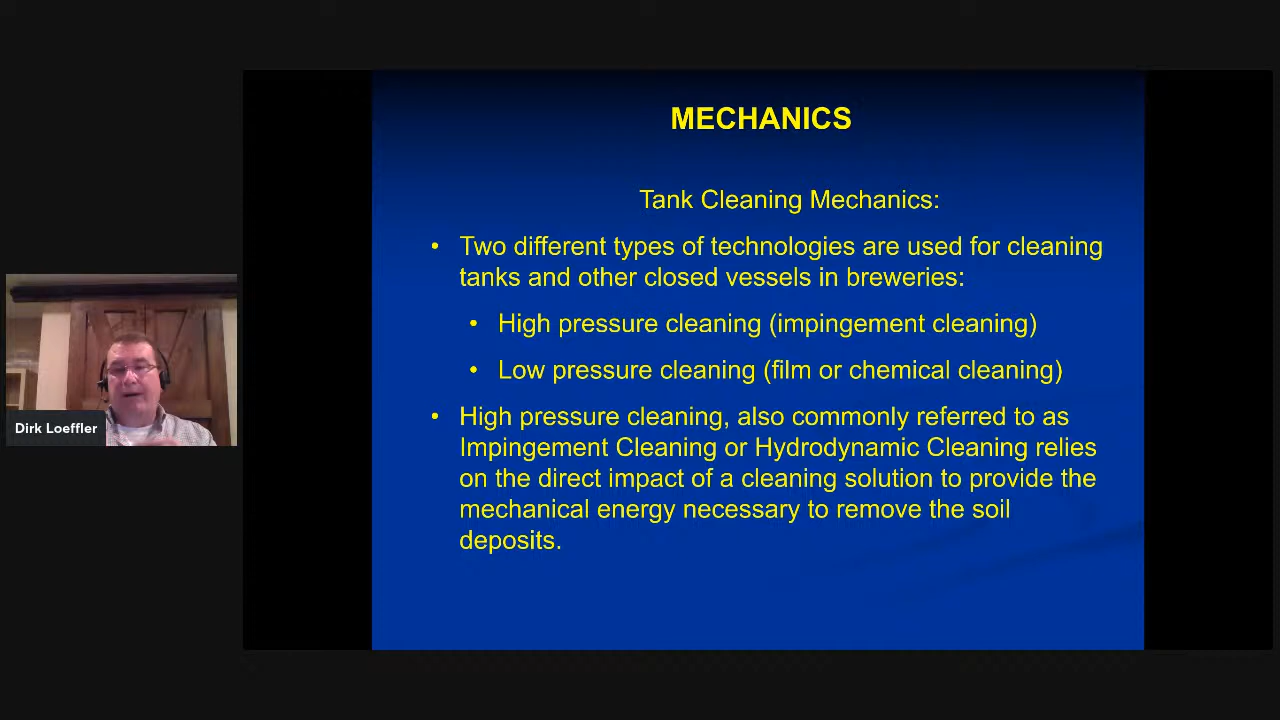 MECHANICS
Tank Cleaning Mechanics:
• Two different types of technologies are used for cleaning
tanks and other closed vessels in breweries:
• High pressure cleaning (impingement cleaning)
• Low pressure cleaning (film or chemical cleaning)
• High pressure cleaning, also commonly referred to as
Impingement Cleaning or Hydrodynamic Cleaning relies
on the direct impact of a cleaning solution to provide the
mechanical energy necessary to remove the soil
deposits.
Dirk Loeffler